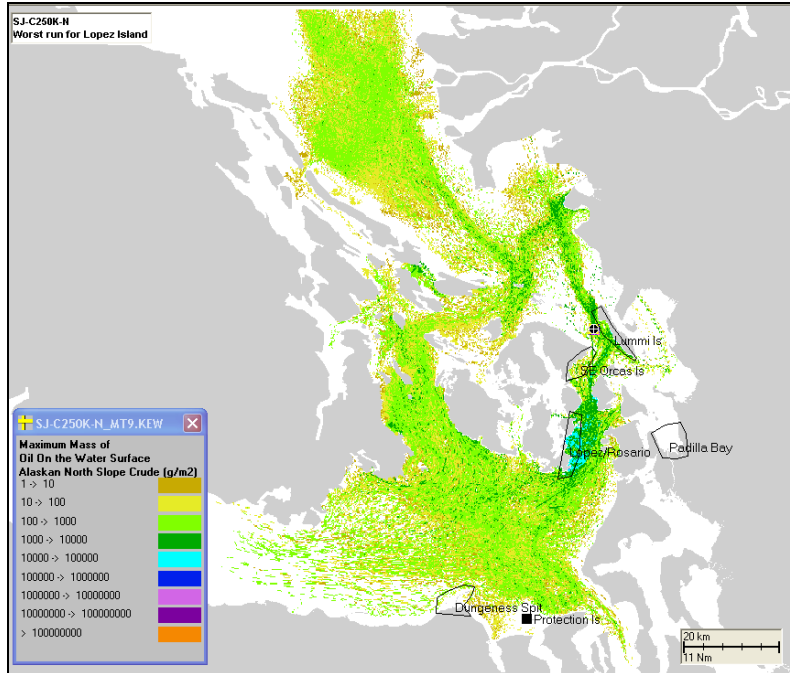 SJ-C250K-N
Worst run for Lopez Island
Lummi Is
SE Orcas Is
Lopez/Rosario
Padilla Bay
Dungeness Spit
Protection Is
SJ-C250K-N_MT9.KEW
Maximum Mass of
Oil On the Water Surface
Alaskan North Slope Crude (g/m2)
1 -> 10
10 -> 100
100 -> 1000
1000 -> 10000
10000 -> 100000
100000 -> 1000000
1000000 -> 10000000
10000000 -> 100000000
> 100000000
20 km
11 Nm